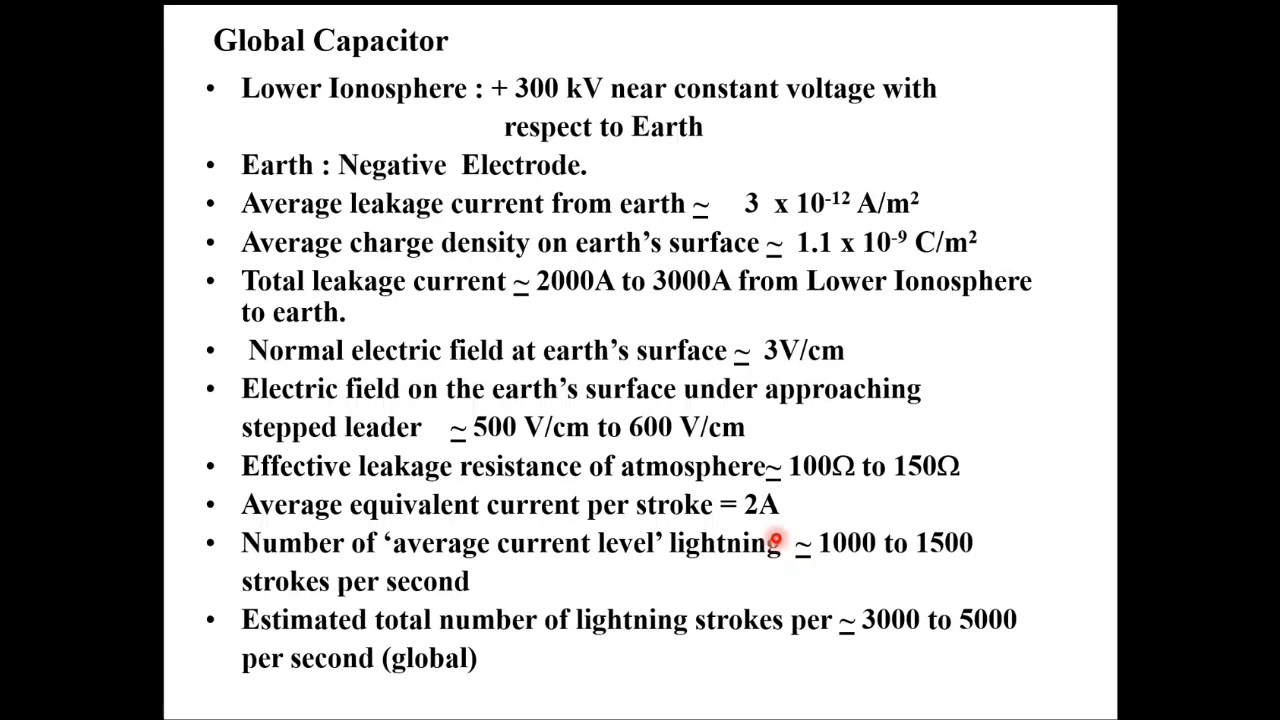 Global Capacitor
• Lower Ionosphere : + 300 kV near constant voltage with
respect to Earth
• Earth : Negative Electrode.
• Average leakage current from earth ~ 3 x 10⁻¹² A/m²
• Average charge density on earth's surface ~ 1.1 x 10⁻⁹ C/m²
• Total leakage current ~ 2000A to 3000A from Lower Ionosphere
to earth.
• Normal electric field at earth's surface ~ 3V/cm
• Electric field on the earth's surface under approaching
stepped leader ~ 500 V/cm to 600 V/cm
• Effective leakage resistance of atmosphere~ 100Ω to 150Ω
• Average equivalent current per stroke = 2A
• Number of 'average current level' lightning ~ 1000 to 1500
strokes per second
• Estimated total number of lightning strokes per ~ 3000 to 5000
per second (global)